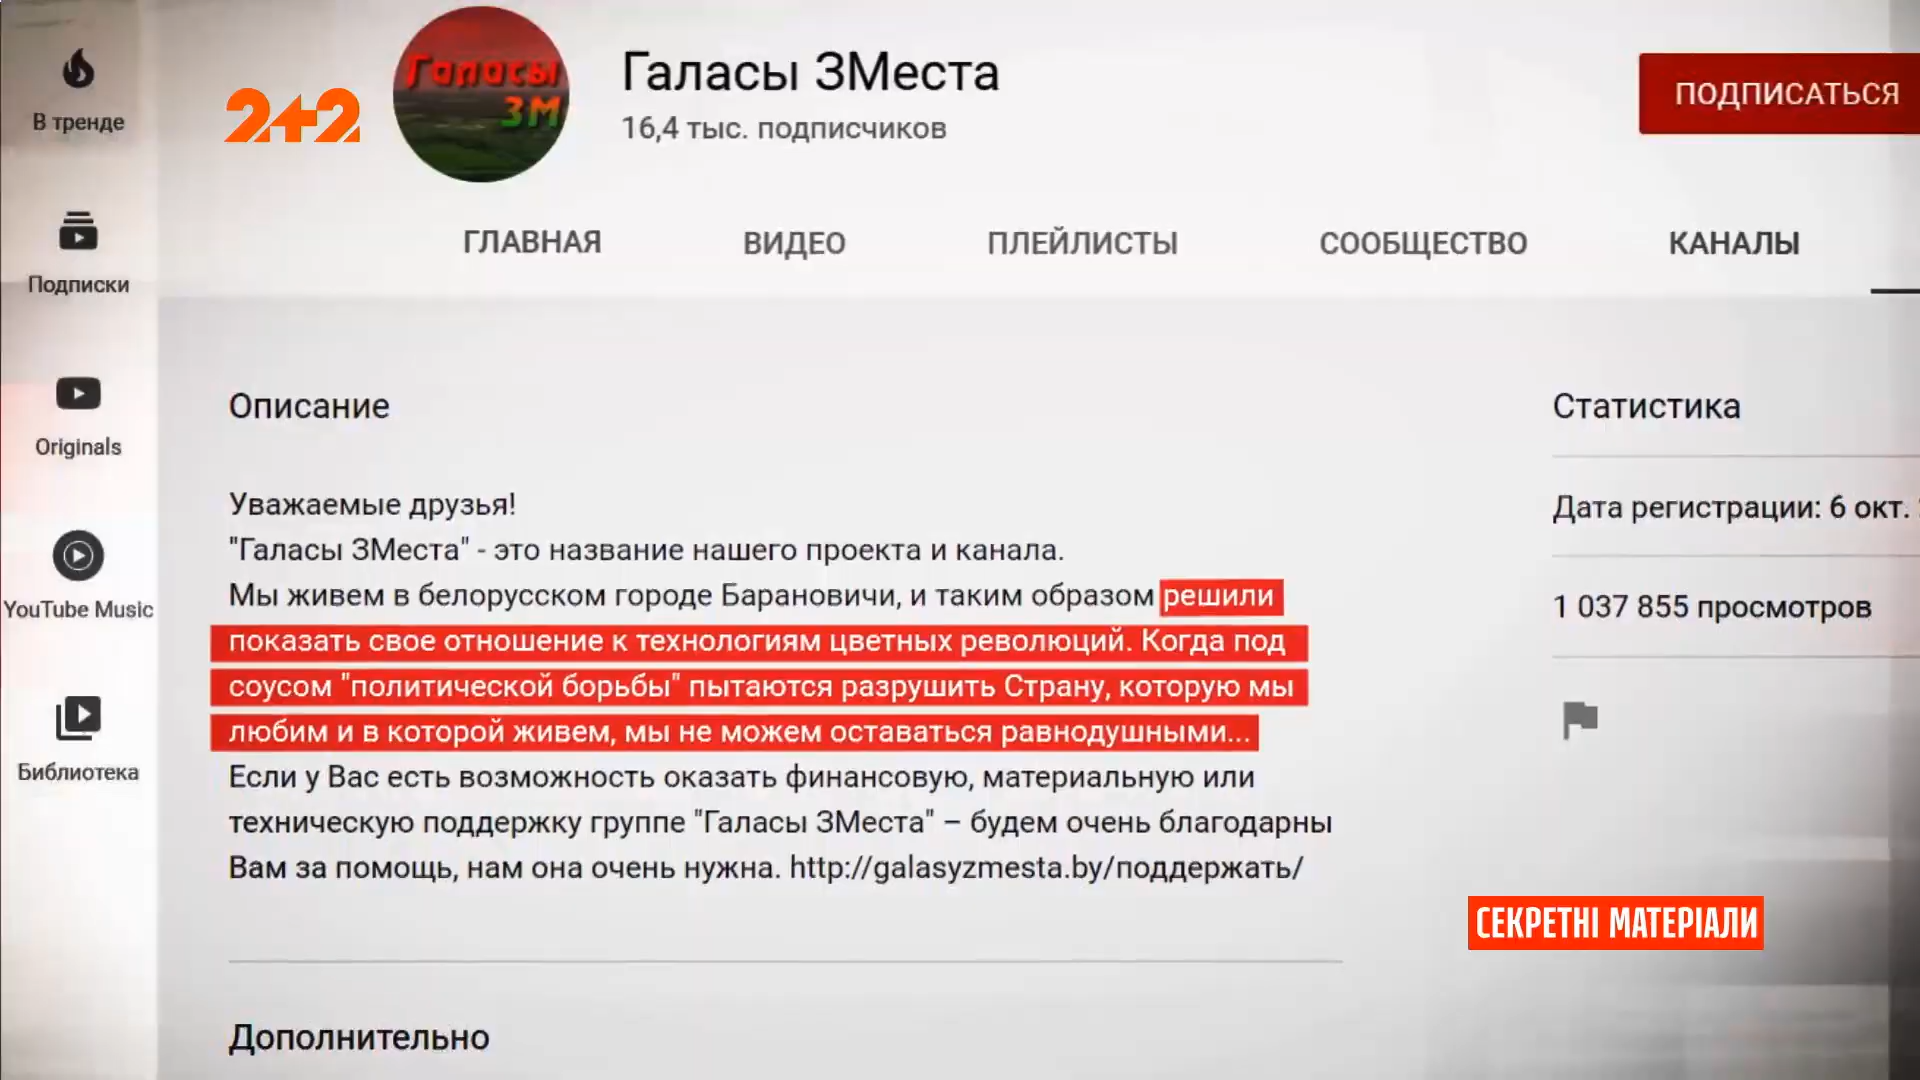 В тренде
Подписки
Originals
YouTube Music
Библиотека
2+2
Галасы ЗМ
Галасы ЗМеста
16,4 тыс. подписчиков
ПОДПИСАТЬСЯ
ГЛАВНАЯ ВИДЕО ПЛЕЙЛИСТЫ СООБЩЕСТВО КАНАЛЫ
Описание
Уважаемые друзья!
"Галасы ЗМеста" - это название нашего проекта и канала.
Мы живем в белорусском городе Барановичи, и таким образом решили
показать свое отношение к технологиям цветных революций. Когда под
соусом "политической борьбы" пытаются разрушить Страну, которую мы
любим и в которой живем, мы не можем оставаться равнодушными...
Если у Вас есть возможность оказать финансовую, материальную или
техническую поддержку группе "Галасы ЗМеста" – будем очень благодарны
Вам за помощь, нам она очень нужна. http://galasyzmesta.by/поддержать/
Дополнительно
Статистика
Дата регистрации: 6 окт.
1 037 855 просмотров
СЕКРЕТНІ МАТЕРІАЛИ